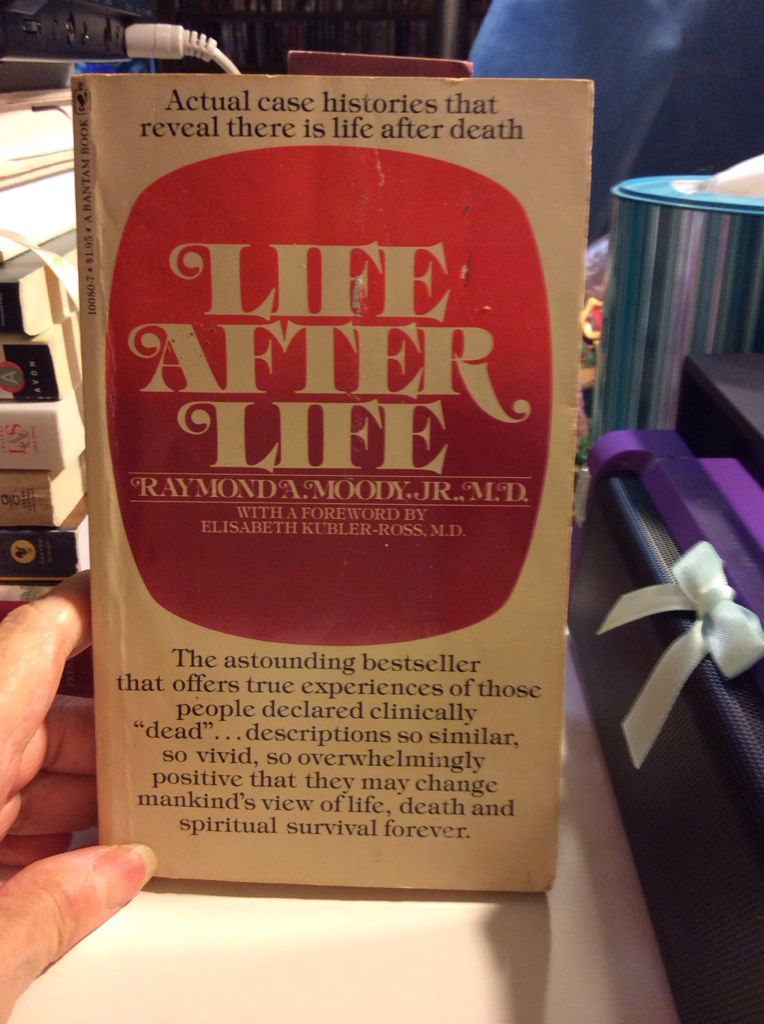 Actual case histories that
reveal there is life after death
10080-7 • $1.95 • A BANTAM BOOK
LIFE
AFTER
LIFE
RAYMOND A. MOODY, JR., M.D.
WITH A FOREWORD BY
ELISABETH KUBLER-ROSS, M.D.
The astounding bestseller
that offers true experiences of those
people declared clinically
“dead”...descriptions so similar,
so vivid, so overwhelmingly
positive that they may change
mankind's view of life, death and
spiritual survival forever.
AVON